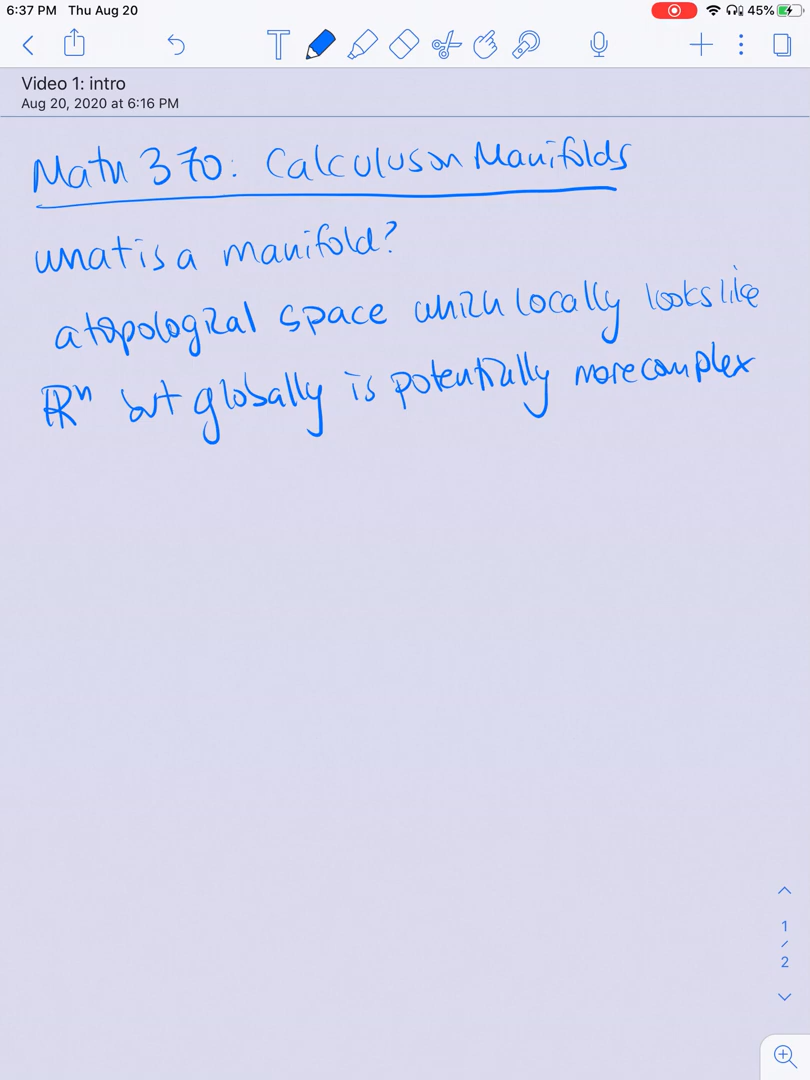 6:37 PM Thu Aug 20 45%
T
Video 1: intro
Aug 20, 2020 at 6:16 PM
Math 370: Calculus on Manifolds
what is a manifold?
a topological space which locally looks like
ℝⁿ but globally is potentially more complex
1
/
2